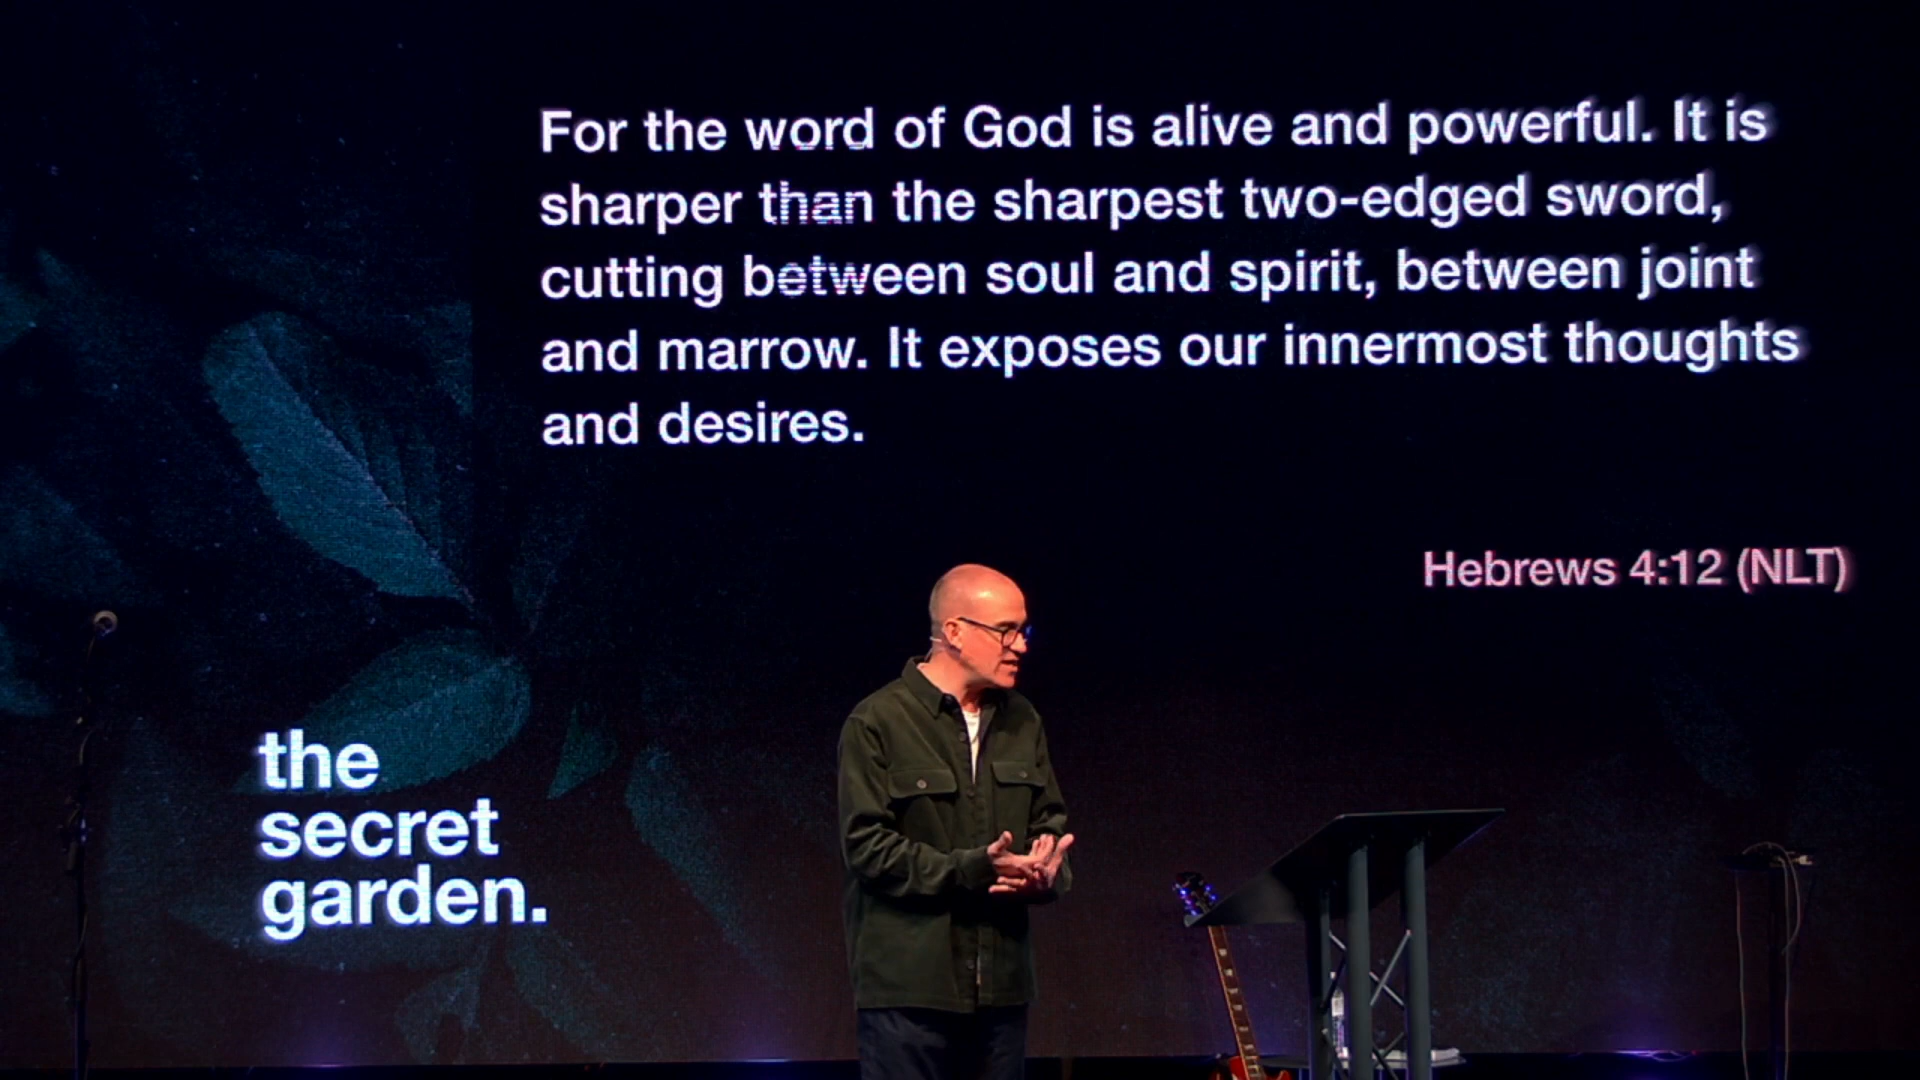 For the word of God is alive and powerful. It is
sharper than the sharpest two-edged sword,
cutting between soul and spirit, between joint
and marrow. It exposes our innermost thoughts
and desires.
Hebrews 4:12 (NLT)
the
secret
garden.